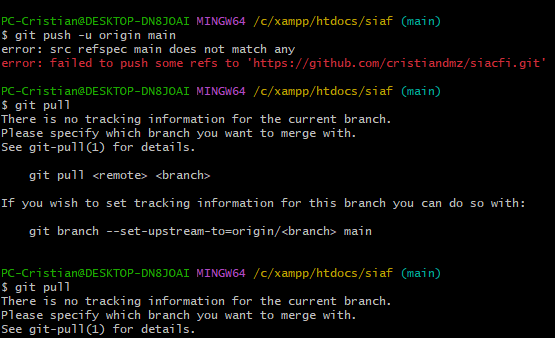 PC-Cristian@DESKTOP-DN8JOAI MINGW64 /c/xampp/htdocs/siaf (main)
$ git push -u origin main
error: src refspec main does not match any
error: failed to push some refs to 'https://github.com/cristiandmz/siacfi.git'
PC-Cristian@DESKTOP-DN8JOAI MINGW64 /c/xampp/htdocs/siaf (main)
$ git pull
There is no tracking information for the current branch.
Please specify which branch you want to merge with.
See git-pull(1) for details.
git pull <remote> <branch>
If you wish to set tracking information for this branch you can do so with:
git branch --set-upstream-to=origin/<branch> main
PC-Cristian@DESKTOP-DN8JOAI MINGW64 /c/xampp/htdocs/siaf (main)
$ git pull
There is no tracking information for the current branch.
Please specify which branch you want to merge with.
See git-pull(1) for details.